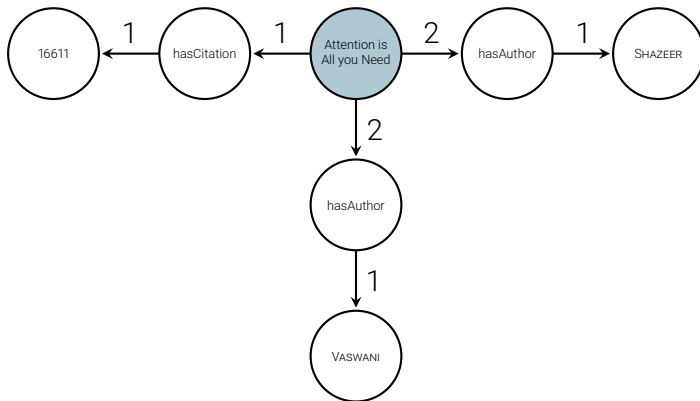 1
1
2
1
16611
hasCitation
Attention is
All you Need
hasAuthor
Shazeer
2
hasAuthor
1
Vaswani